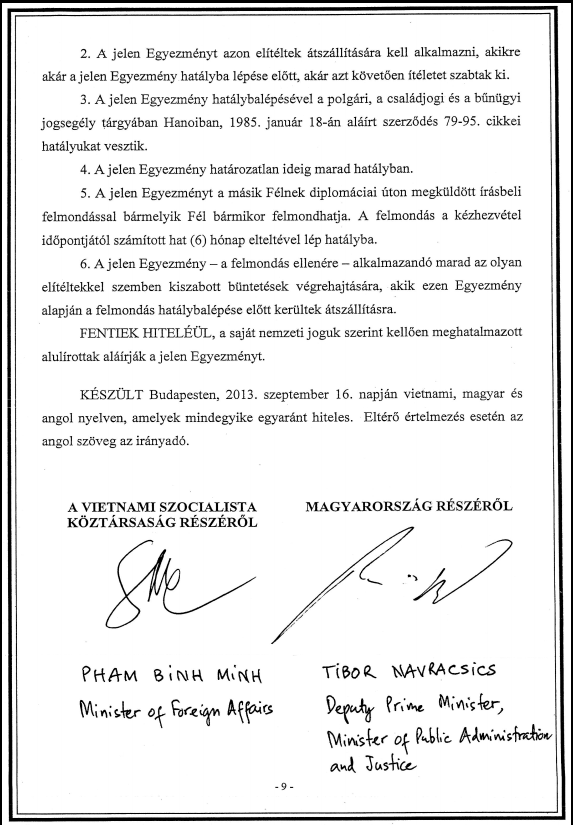 2. A jelen Egyezményt azon elítéltek átszállítására kell alkalmazni, akikre
akár a jelen Egyezmény hatályba lépése előtt, akár azt követően ítéletet szabtak ki.
3. A jelen Egyezmény hatálybalépésével a polgári, a családjogi és a bűnügyi
jogsegély tárgyában Hanoiban, 1985. január 18-án aláírt szerződés 79-95. cikkei
hatályukat vesztik.
4. A jelen Egyezmény határozatlan ideig marad hatályban.
5. A jelen Egyezményt a másik Félnek diplomáciai úton megküldött írásbeli
felmondással bármelyik Fél bármikor felmondhatja. A felmondás a kézhezvétel
időpontjától számított hat (6) hónap elteltével lép hatályba.
6. A jelen Egyezmény – a felmondás ellenére – alkalmazandó marad az olyan
elítéltekkel szemben kiszabott büntetések végrehajtására, akik ezen Egyezmény
alapján a felmondás hatálybalépése előtt kerültek átszállításra.
FENTIEK HITELÉÜL, a saját nemzeti joguk szerint kellően meghatalmazott
alulírottak aláírják a jelen Egyezményt.
KÉSZÜLT Budapesten, 2013. szeptember 16. napján vietnami, magyar és
angol nyelven, amelyek mindegyike egyaránt hiteles. Eltérő értelmezés esetén az
angol szöveg az irányadó.
A VIETNAMI SZOCIALISTA
KÖZTÁRSASÁG RÉSZÉRŐL
MAGYARORSZÁG RÉSZÉRŐL
PHAM BINH MINH
Minister of Foreign Affairs
TIBOR NAVRACSICS
Deputy Prime Minister,
Minister of Public Administration
and Justice
- 9 -